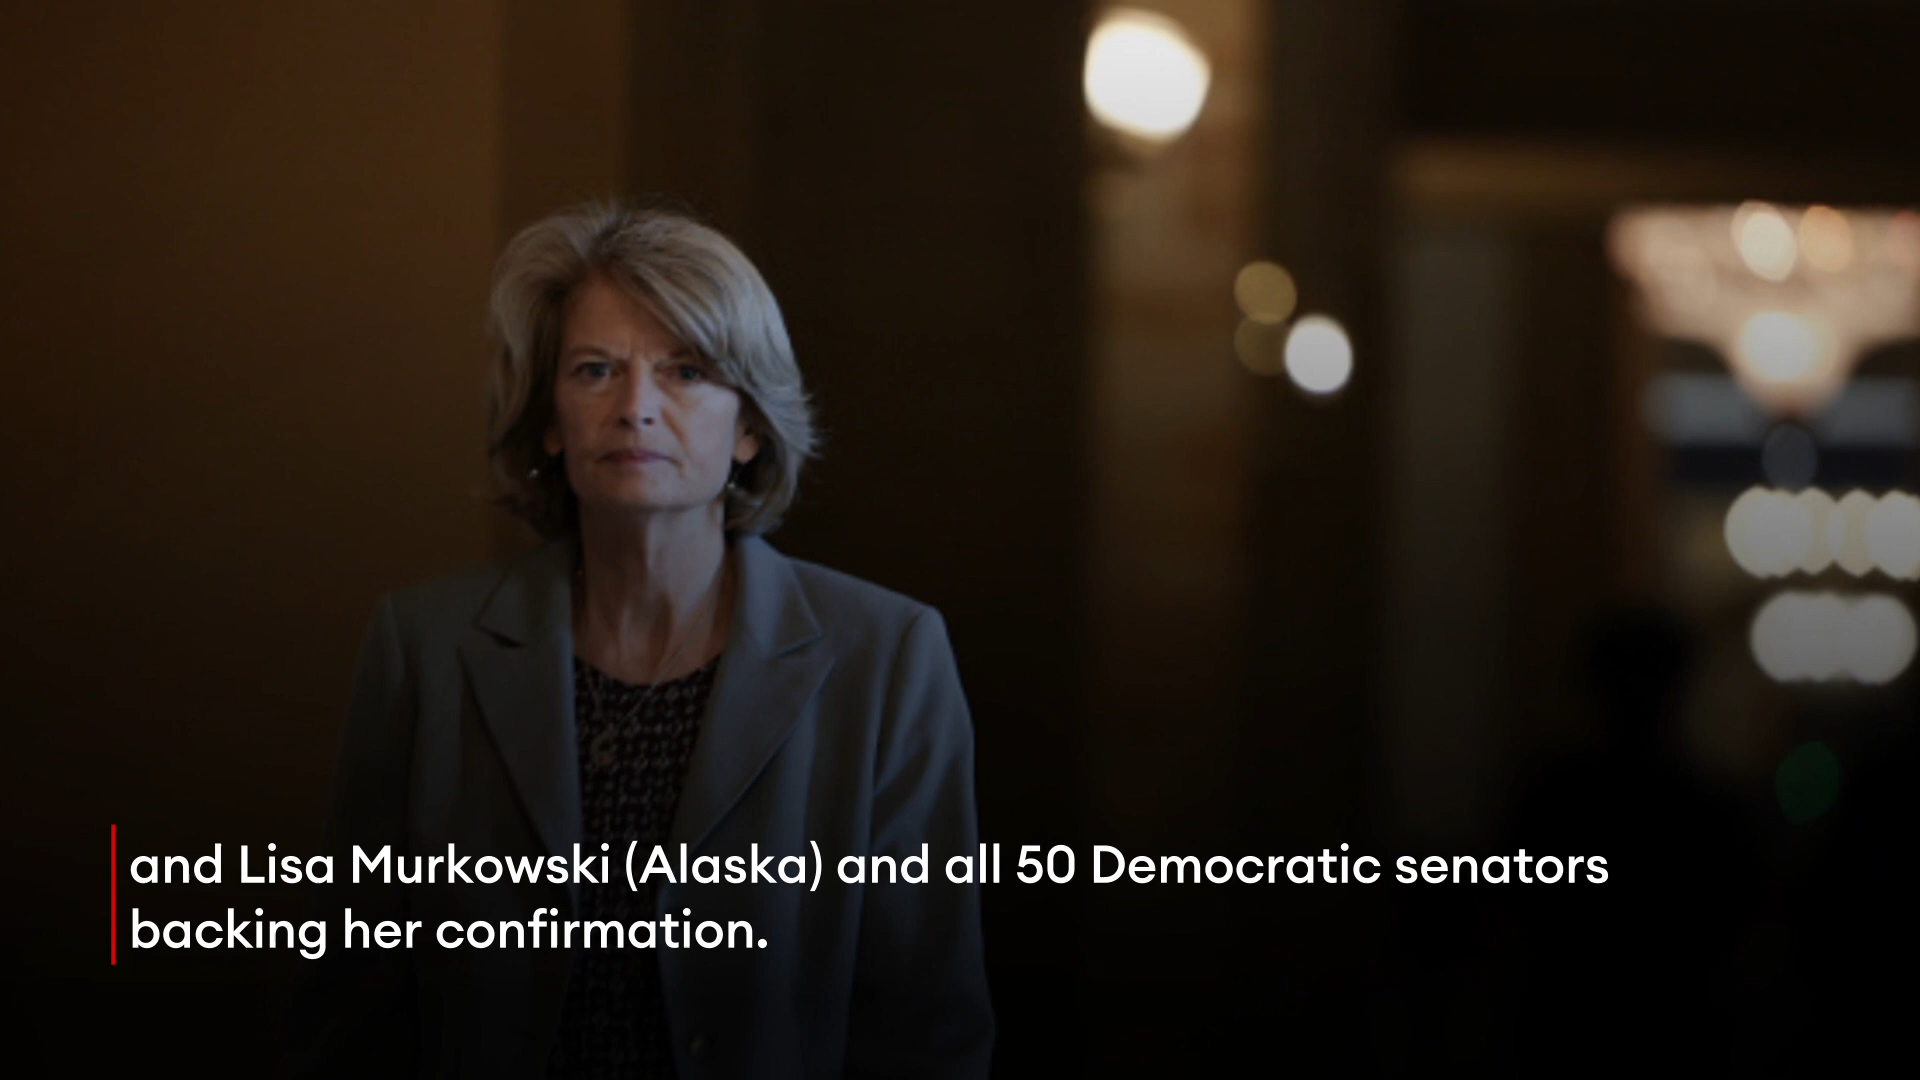 and Lisa Murkowski (Alaska) and all 50 Democratic senators
backing her confirmation.